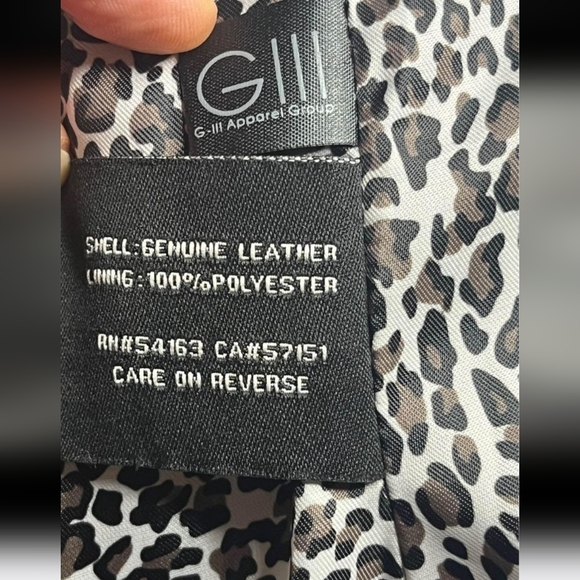 GIII
G-III Apparel Group
SHELL:GENUINE LEATHER
LINING:100%POLYESTER
RN#54163 CA#57151
CARE ON REVERSE